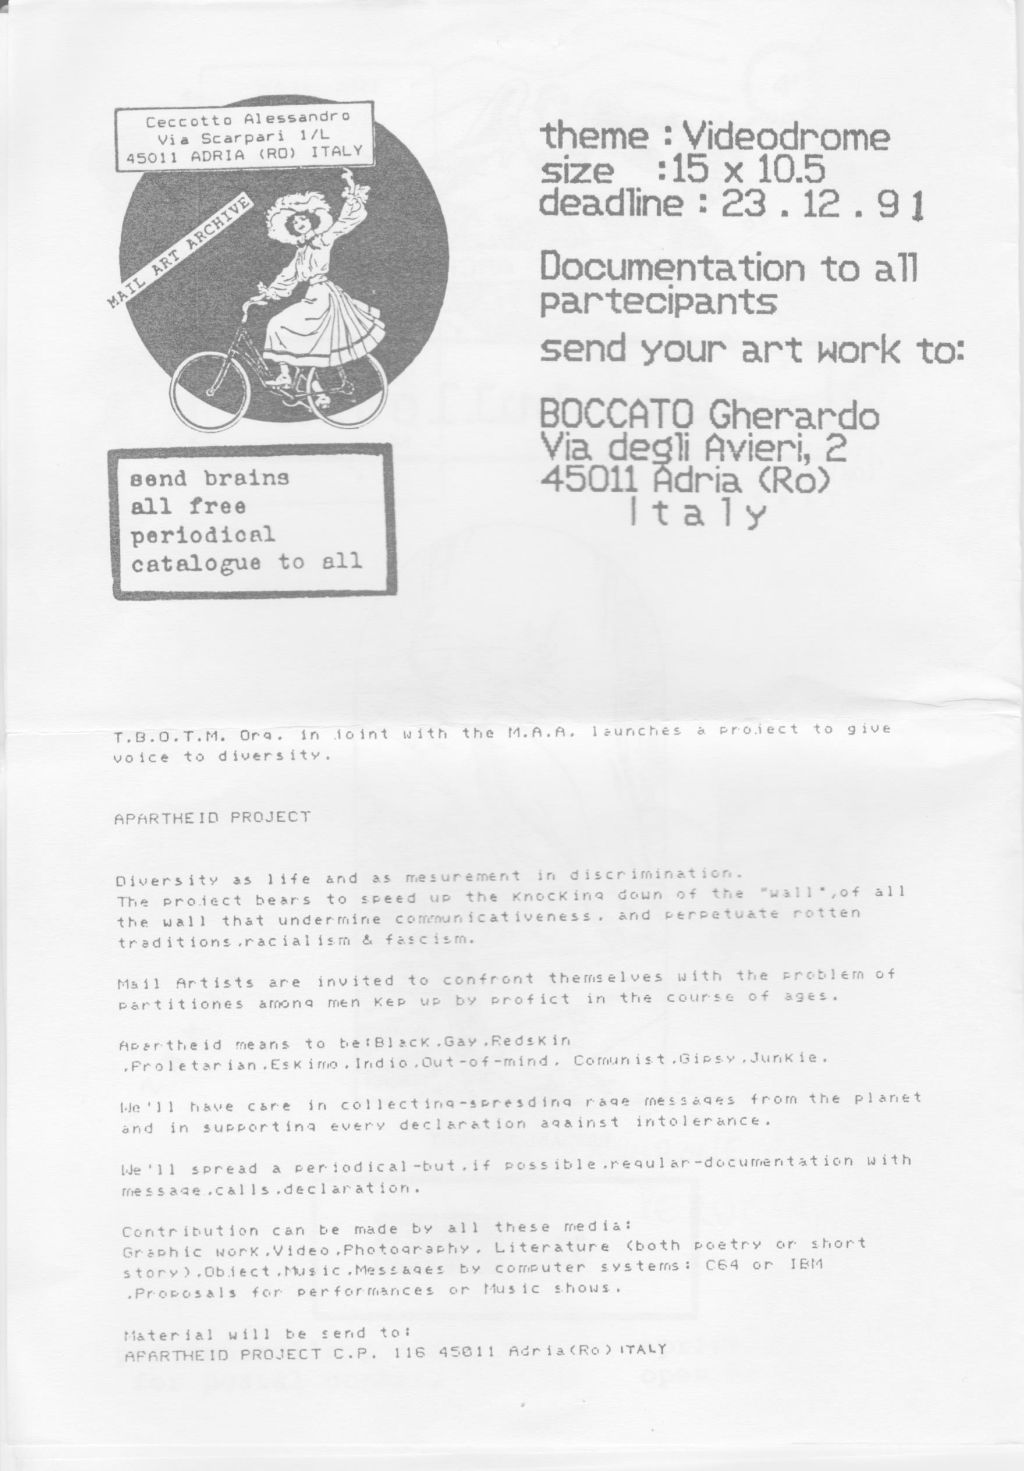 Ceccotto Alessandro
Via Scarpari 1/L
45011 ADRIA (RO) ITALY
MAIL ART ARCHIVE
send brains
all free
periodical
catalogue to all
theme : Videodrome
size :15 x 10.5
deadline : 23 . 12 . 91
Documentation to all
partecipants
send your art work to:
BOCCATO Gherardo
Via degli Avieri, 2
45011 Adria (Ro)
Italy
T.B.O.T.M. Org. in joint with the M.A.A. launches a project to give
voice to diversity.
APARTHEID PROJECT
Diversity as life and as mesurement in discrimination.
The project bears to speed up the Knocking down of the "wall",of all
the wall that undermine communicativeness, and perpetuate rotten
traditions,racialism & fascism.
Mail Artists are invited to confront themselves with the problem of
partitiones among men Kep up by profict in the course of ages.
Apartheid means to be:Black,Gay,Redskin
,Proletarian,Eskimo,Indio,Out-of-mind, Comunist,Gipsy,Junkie.
We'll have care in collecting-spresding rage messages from the planet
and in supporting every declaration against intolerance.
We'll spread a periodical-but,if possible,regular-documentation with
message,calls,declaration.
Contribution can be made by all these media:
Graphic work,Video,Photography, Literature (both poetry or short
story),Object,Music,Messages by computer systems: C64 or IBM
,Proposals for performances or Music shows.
Material will be send to:
APARTHEID PROJECT C.P. 116 45011 Adria(Ro) ITALY